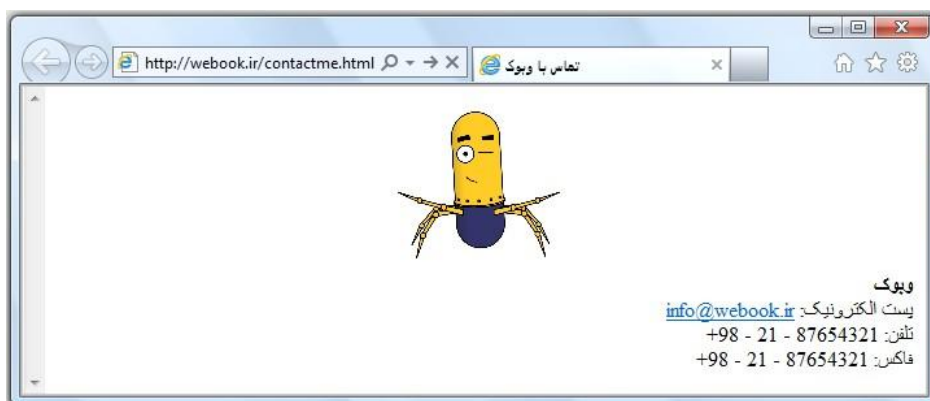 http://webook.ir/contactme.html
تماس با وبوک
وبوک
پست الکترونیک: info@webook.ir
تلفن: 87654321 - 21 - 98+
فاکس: 87654321 - 21 - 98+